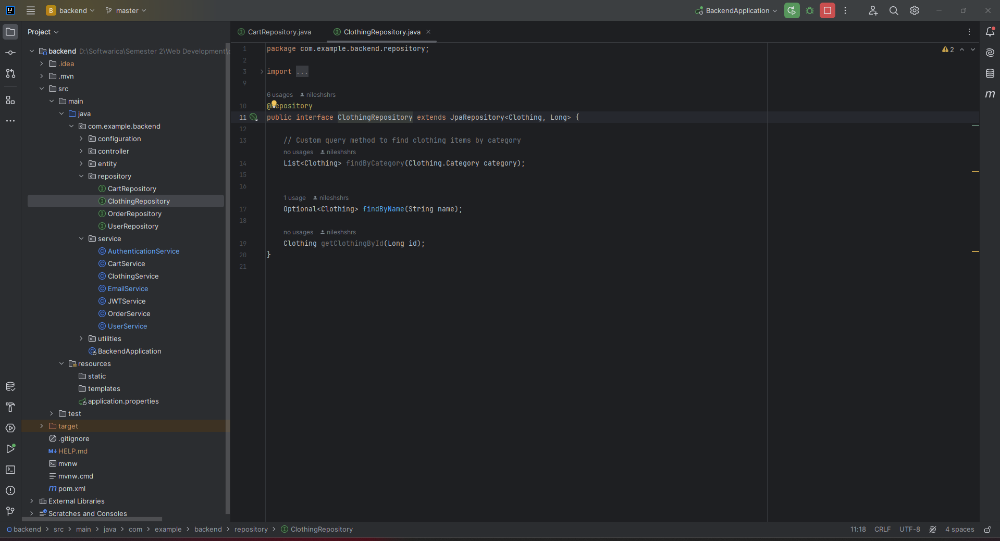 backend
master
BackendApplication
Project
CartRepository.java
ClothingRepository.java
backend D:\Softwarica\Semester 2\Web Development\
.idea
.mvn
src
main
java
com.example.backend
configuration
controller
entity
repository
CartRepository
ClothingRepository
OrderRepository
UserRepository
service
AuthenticationService
CartService
ClothingService
EmailService
JWTService
OrderService
UserService
utilities
BackendApplication
resources
static
templates
application.properties
test
target
.gitignore
HELP.md
mvnw
mvnw.cmd
pom.xml
External Libraries
Scratches and Consoles
1 package com.example.backend.repository;
2
3 import ...
9
6 usages nileshshrs
10 @Repository
11 public interface ClothingRepository extends JpaRepository<Clothing, Long> {
12
13 // Custom query method to find clothing items by category
no usages nileshshrs
14 List<Clothing> findByCategory(Clothing.Category category);
15
16
1 usage nileshshrs
17 Optional<Clothing> findByName(String name);
18
no usages nileshshrs
19 Clothing getClothingById(Long id);
20 }
21
2
backend > src > main > java > com > example > backend > repository > ClothingRepository
11:18 CRLF UTF-8 4 spaces